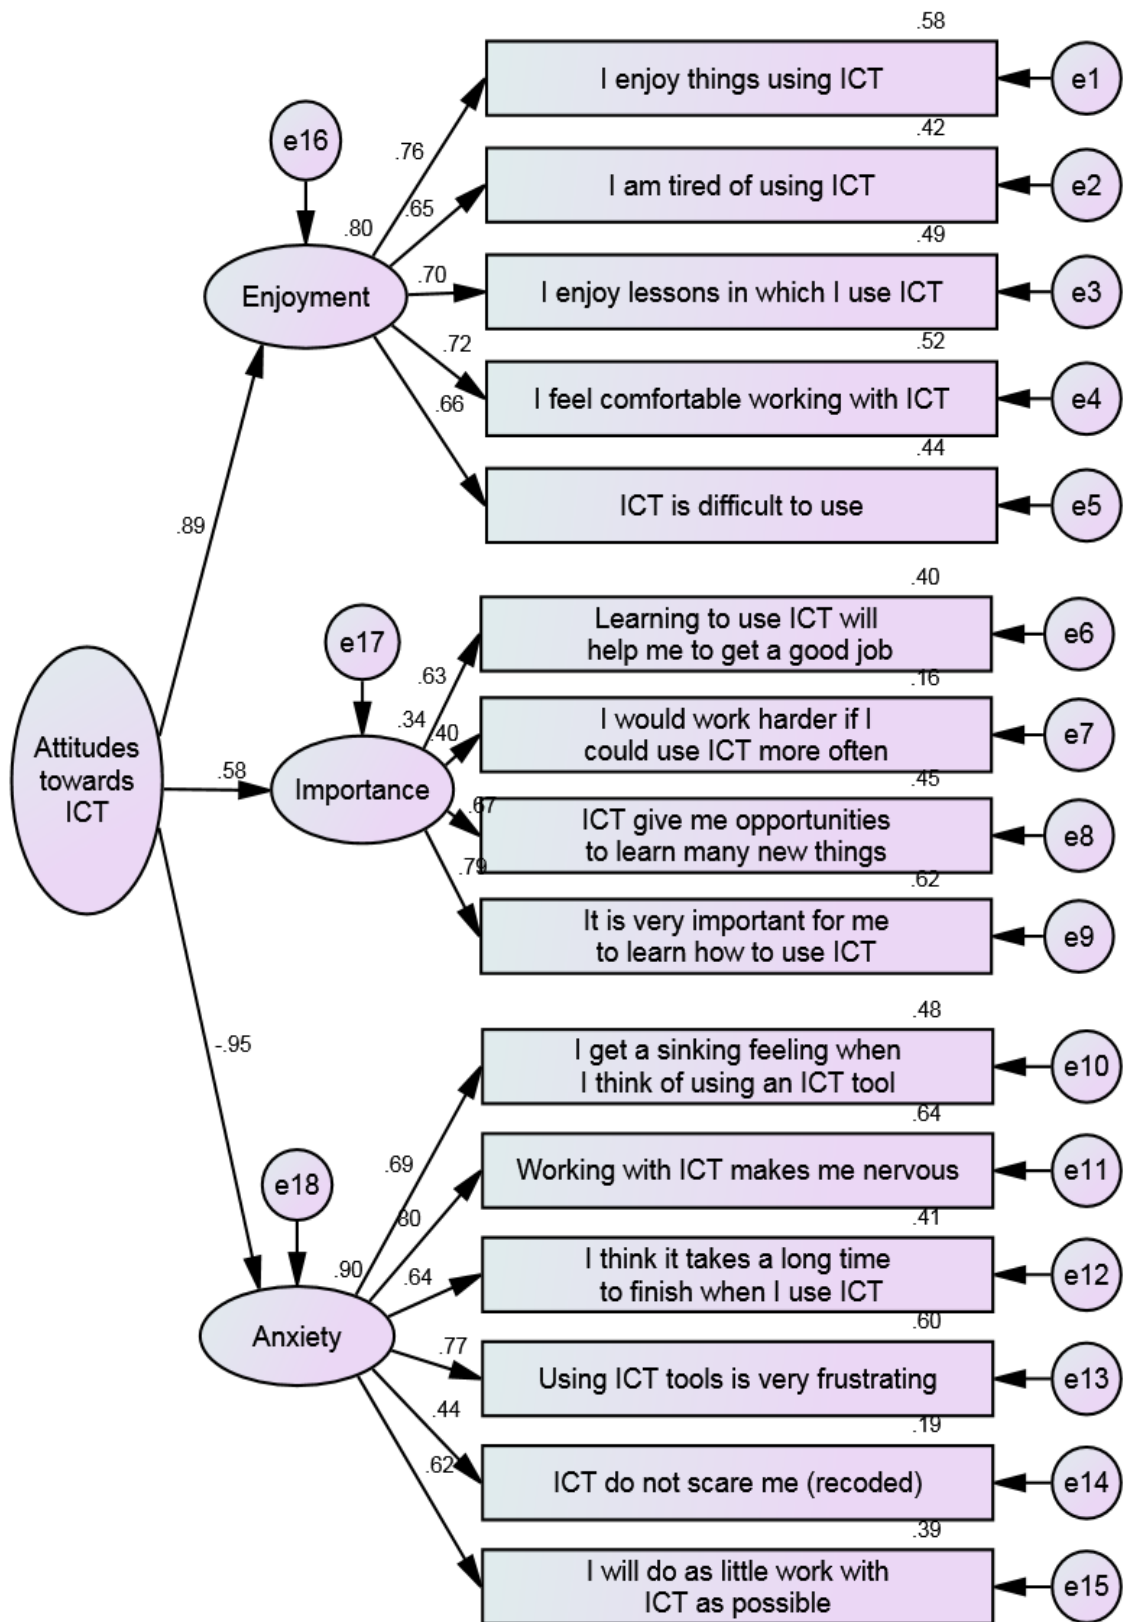 .58
I enjoy things using ICT
e1
e16
.76
.42
I am tired of using ICT
e2
.65
.80
.49
Enjoyment
.70
I enjoy lessons in which I use ICT
e3
.72
.52
I feel comfortable working with ICT
e4
.66
.44
ICT is difficult to use
e5
.89
.40
Learning to use ICT will
help me to get a good job
e6
e17
.63
.16
.34
.40
I would work harder if I
could use ICT more often
e7
Attitudes
towards
ICT
.58
Importance
.45
.67
ICT give me opportunities
to learn many new things
e8
.79
.62
It is very important for me
to learn how to use ICT
e9
.48
-.95
I get a sinking feeling when
I think of using an ICT tool
e10
.64
.69
Working with ICT makes me nervous
e11
e18
.80
.41
.90
.64
I think it takes a long time
to finish when I use ICT
e12
.60
Anxiety
.77
Using ICT tools is very frustrating
e13
.44
.19
.62
ICT do not scare me (recoded)
e14
.39
I will do as little work with
ICT as possible
e15